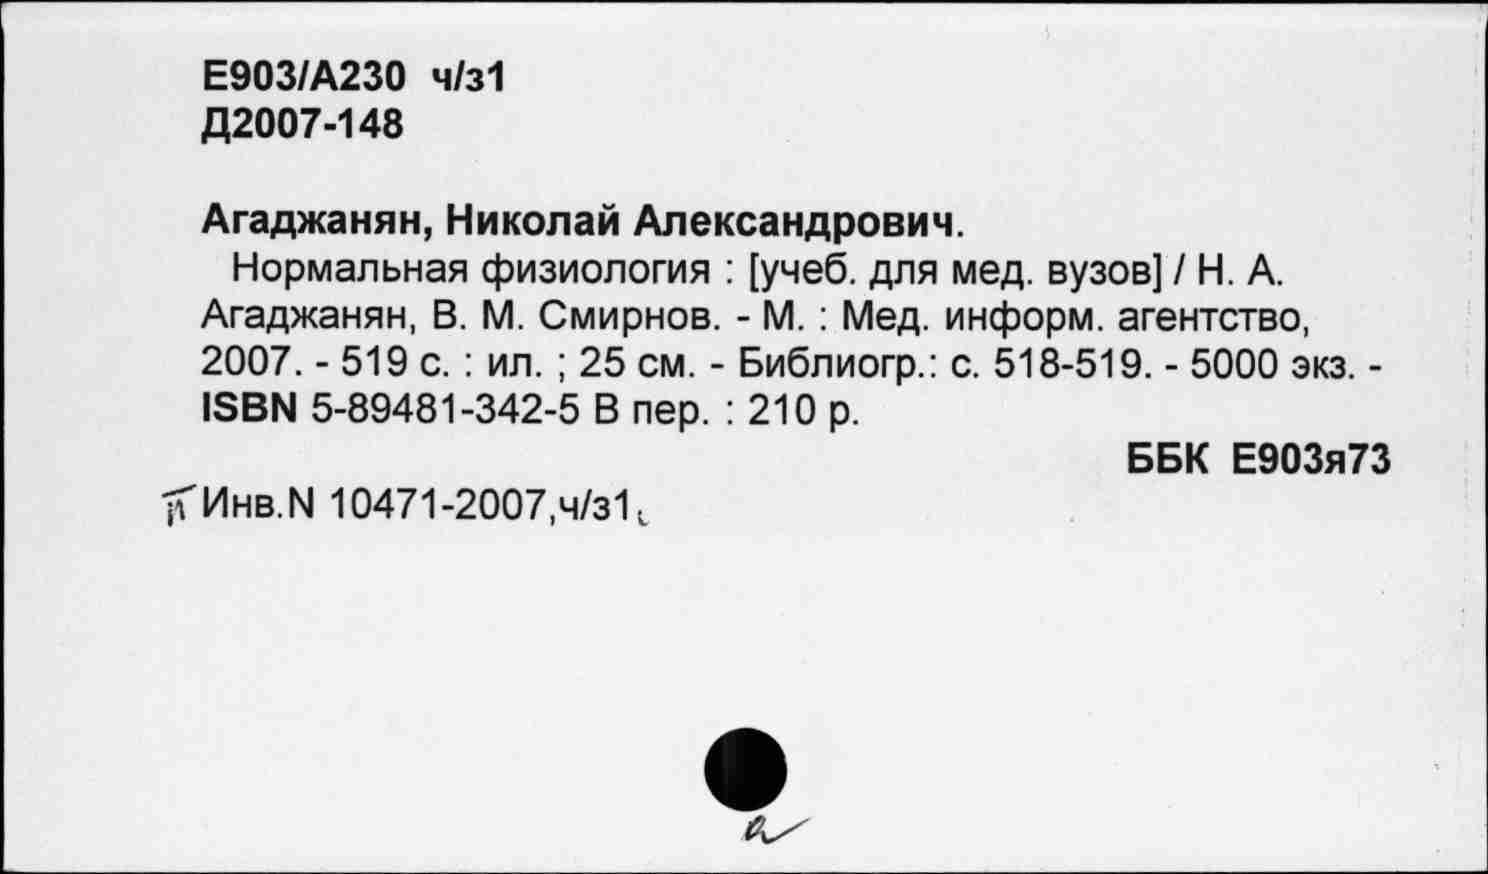 Е903/А230 ч/з1
Д2007-148
Агаджанян, Николай Александрович.
Нормальная физиология : [учеб. для мед. вузов] / Н. А.
Агаджанян, В. М. Смирнов. - М. : Мед. информ. агентство,
2007. - 519 с. : ил. ; 25 см. - Библиогр.: с. 518-519. - 5000 экз. -
ISBN 5-89481-342-5 В пер. : 210 р.
ББК Е903я73
Инв.N 10471-2007,ч/з1
а